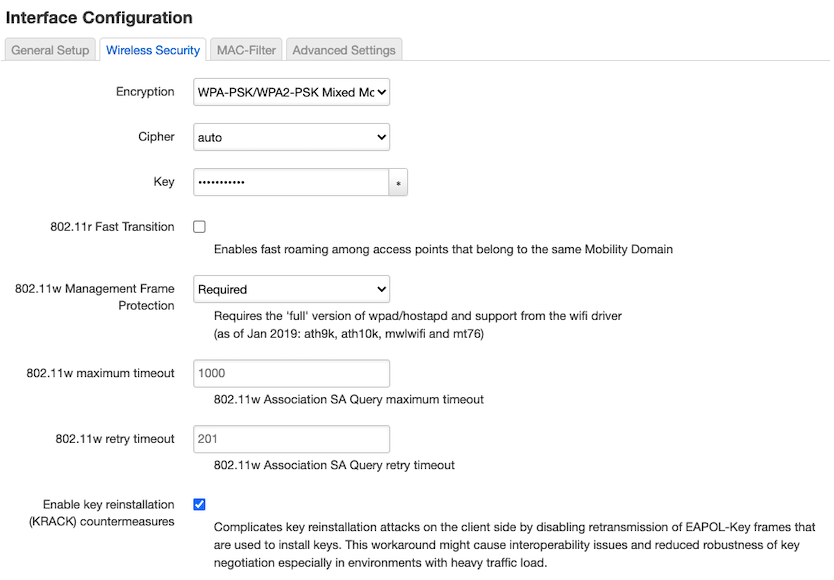 Interface Configuration
General Setup Wireless Security MAC-Filter Advanced Settings
Encryption WPA-PSK/WPA2-PSK Mixed Mc
Cipher auto
Key ••••••••••• *
802.11r Fast Transition
Enables fast roaming among access points that belong to the same Mobility Domain
802.11w Management Frame Required
Protection
Requires the 'full' version of wpad/hostapd and support from the wifi driver
(as of Jan 2019: ath9k, ath10k, mwlwifi and mt76)
802.11w maximum timeout 1000
802.11w Association SA Query maximum timeout
802.11w retry timeout 201
802.11w Association SA Query retry timeout
Enable key reinstallation
(KRACK) countermeasures
Complicates key reinstallation attacks on the client side by disabling retransmission of EAPOL-Key frames that
are used to install keys. This workaround might cause interoperability issues and reduced robustness of key
negotiation especially in environments with heavy traffic load.